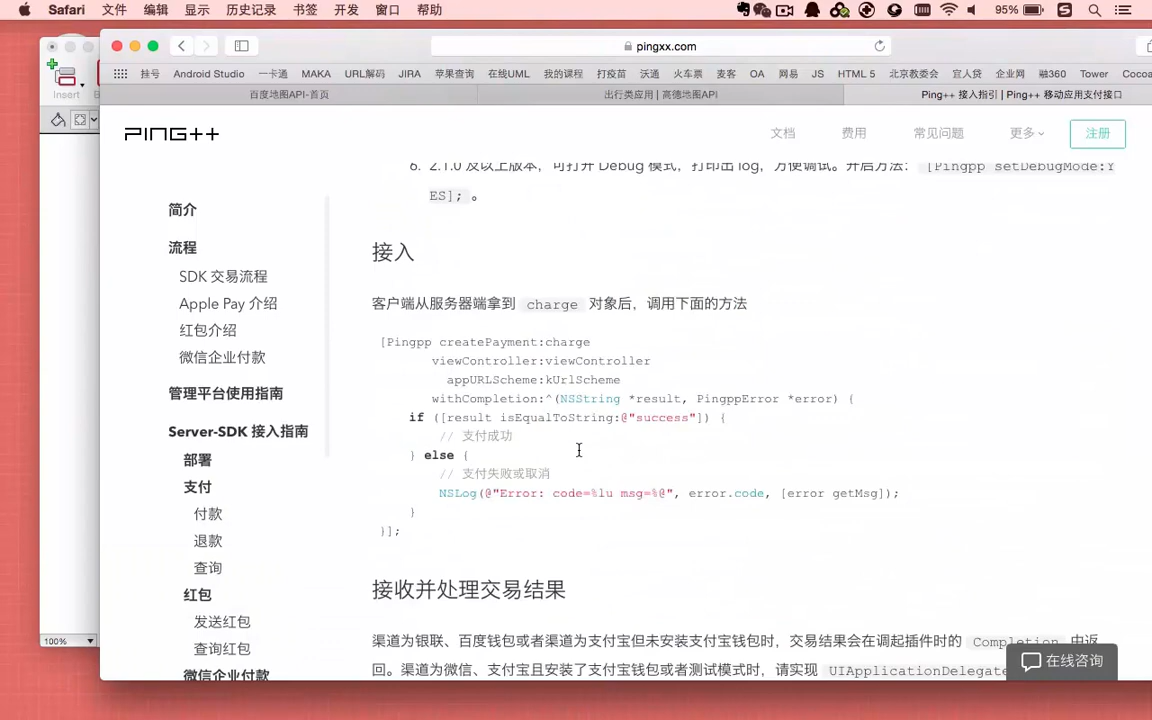 Safari 文件 编辑 显示 历史记录 书签 开发 窗口 帮助 95%
pingxx.com
挂号 Android Studio 一卡通 MAKA URL解码 JIRA 苹果查询 在线UML 我的课程 打疫苗 沃通 火车票 麦客 OA 网易 JS HTML 5 北京教委会 宜人贷 企业网 融360 Tower Cocoa
Insert
百度地图API-首页 出行类应用 | 高德地图API Ping++ 接入指引 | Ping++ 移动应用支付接口
PING++ 文档 费用 常见问题 更多 注册
6. 2.1.0 及以上版本，可打开 Debug 模式，打印出 log，方便调试。开启方法： [Pingpp setDebugMode:Y
ES]; 。
简介
流程
SDK 交易流程
Apple Pay 介绍
红包介绍
微信企业付款
管理平台使用指南
Server-SDK 接入指南
部署
支付
付款
退款
查询
红包
发送红包
查询红包
微信企业付款
接入
客户端从服务器端拿到 charge 对象后，调用下面的方法
[Pingpp createPayment:charge
viewController:viewController
appURLScheme:kUrlScheme
withCompletion:^(NSString *result, PingppError *error) {
if ([result isEqualToString:@"success"]) {
// 支付成功
} else {
// 支付失败或取消
NSLog(@"Error: code=%lu msg=%@", error.code, [error getMsg]);
}
}];
接收并处理交易结果
渠道为银联、百度钱包或者渠道为支付宝但未安装支付宝钱包时，交易结果会在调起插件时的 Completion 中返
回。渠道为微信、支付宝且安装了支付宝钱包或者测试模式时，请实现 UIApplicationDelegate
在线咨询
100%